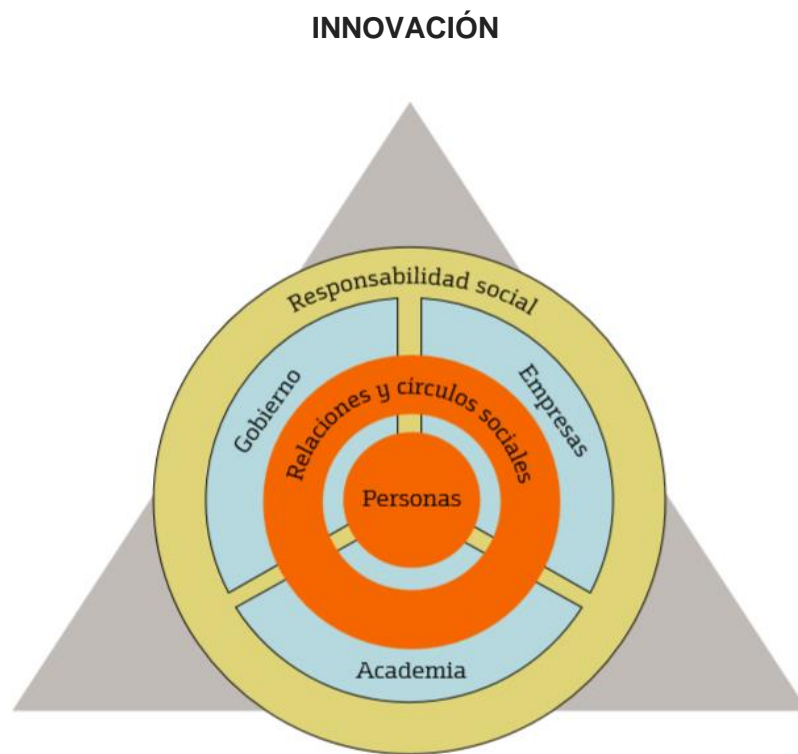 INNOVACIÓN
Responsabilidad social
Gobierno
Empresas
Relaciones y círculos sociales
Personas
Academia